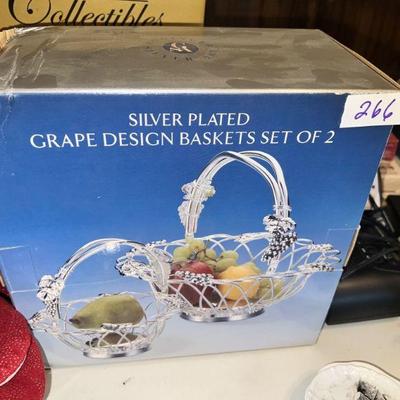 Collectibles
SILVER PLATED
GRAPE DESIGN BASKETS SET OF 2
266